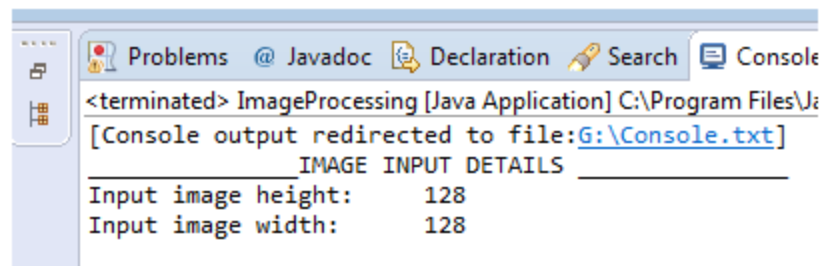 Problems @ Javadoc Declaration Search Console
<terminated> ImageProcessing [Java Application] C:\Program Files\Ja
[Console output redirected to file:G:\Console.txt]
_______________IMAGE INPUT DETAILS _______________
Input image height: 128
Input image width: 128